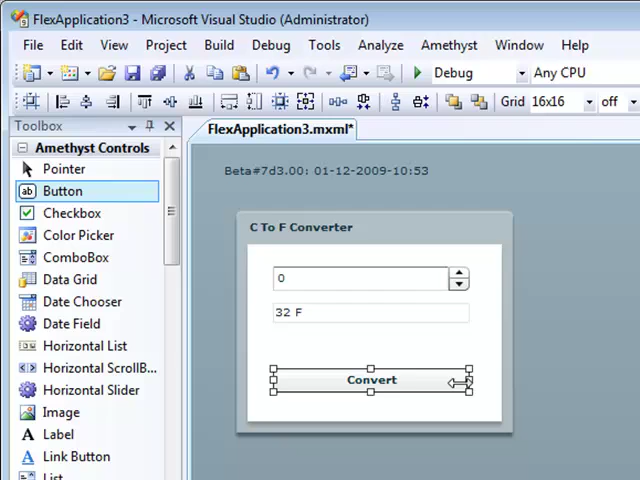 FlexApplication3 - Microsoft Visual Studio (Administrator)
File Edit View Project Build Debug Tools Analyze Amethyst Window Help
Debug Any CPU
Grid 16x16 off
Toolbox
FlexApplication3.mxml*
Amethyst Controls
Pointer
Button
Checkbox
Color Picker
ComboBox
Data Grid
Date Chooser
Date Field
Horizontal List
Horizontal ScrollB...
Horizontal Slider
Image
Label
Link Button
List
Beta#7d3.00: 01-12-2009-10:53
C To F Converter
0
32 F
Convert